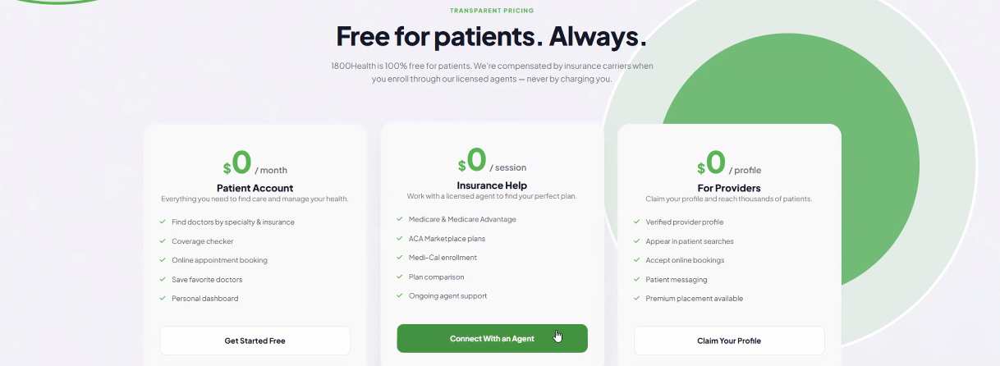 TRANSPARENT PRICING
Free for patients. Always.
1800Health is 100% free for patients. We're compensated by insurance carriers when
you enroll through our licensed agents — never by charging you.
$0 / month
Patient Account
Everything you need to find care and manage your health.
Find doctors by specialty & insurance
Coverage checker
Online appointment booking
Save favorite doctors
Personal dashboard
Get Started Free
$0 / session
Insurance Help
Work with a licensed agent to find your perfect plan.
Medicare & Medicare Advantage
ACA Marketplace plans
Medi-Cal enrollment
Plan comparison
Ongoing agent support
Connect With an Agent
$0 / profile
For Providers
Claim your profile and reach thousands of patients.
Verified provider profile
Appear in patient searches
Accept online bookings
Patient messaging
Premium placement available
Claim Your Profile